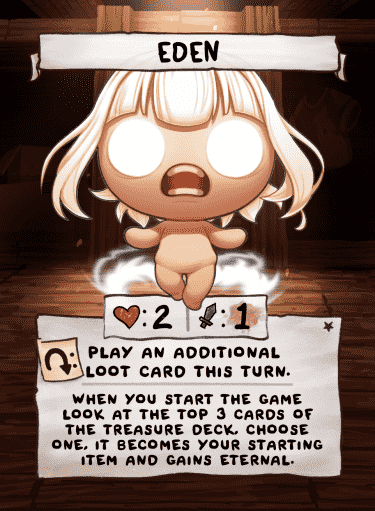 EDEN
: 2 : 1
: PLAY AN ADDITIONAL
LOOT CARD THIS TURN.
WHEN YOU START THE GAME
LOOK AT THE TOP 3 CARDS OF
THE TREASURE DECK. CHOOSE
ONE. IT BECOMES YOUR STARTING
ITEM AND GAINS ETERNAL.